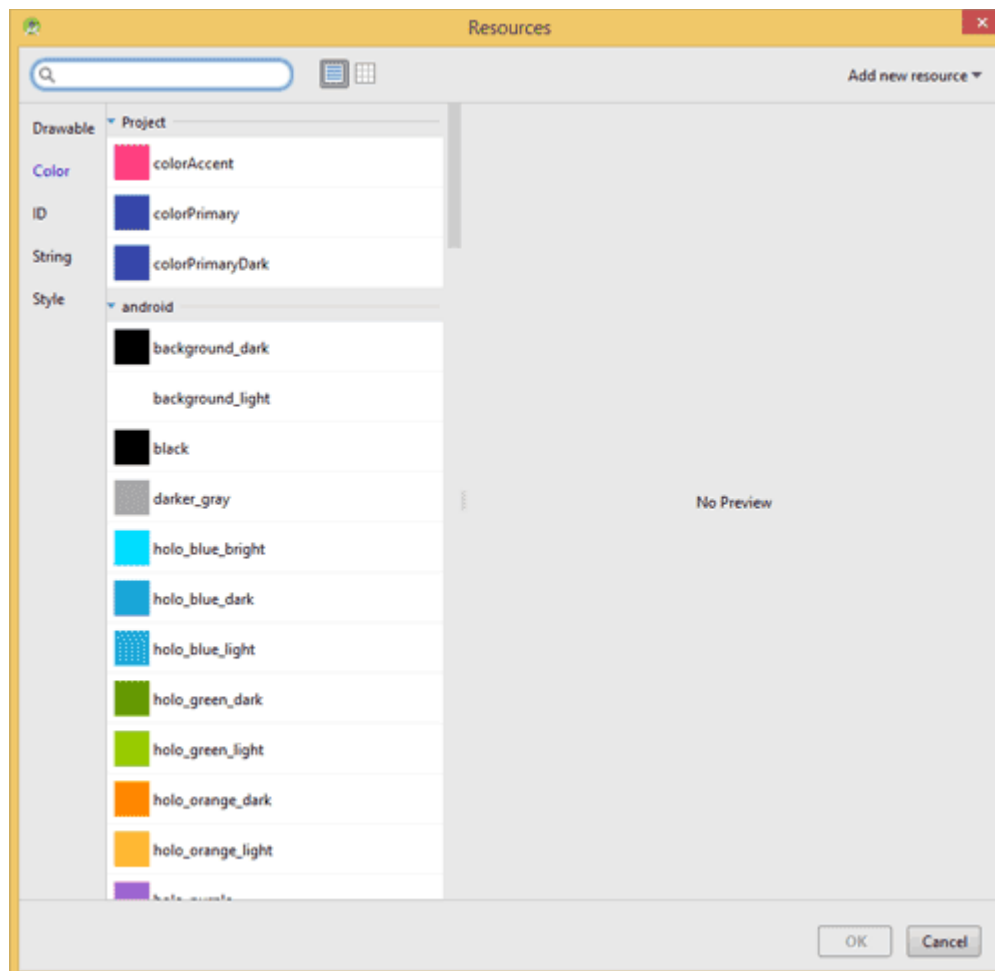 Resources
Add new resource
Drawable
Color
ID
String
Style
Project
colorAccent
colorPrimary
colorPrimaryDark
android
background_dark
background_light
black
darker_gray
holo_blue_bright
holo_blue_dark
holo_blue_light
holo_green_dark
holo_green_light
holo_orange_dark
holo_orange_light
No Preview
OK
Cancel